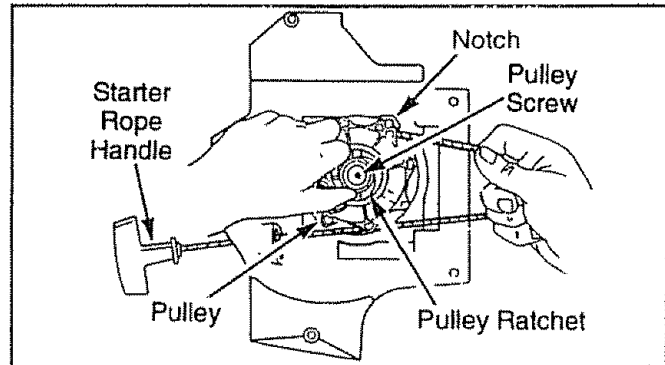 Notch
Pulley
Screw
Starter
Rope
Handle
Pulley
Pulley Ratchet